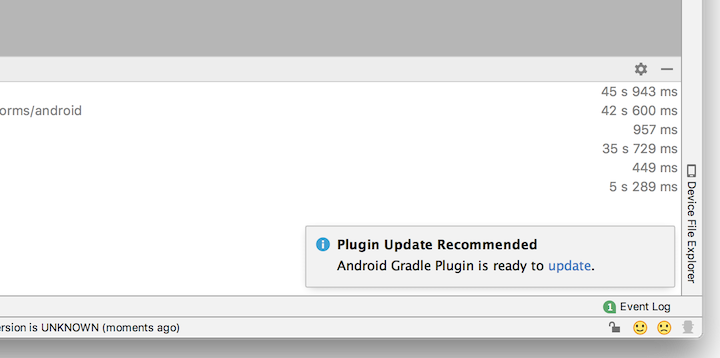 45 s 943 ms
orms/android 42 s 600 ms
957 ms
35 s 729 ms
449 ms
5 s 289 ms
Device File Explorer
Plugin Update Recommended
Android Gradle Plugin is ready to update.
1 Event Log
ersion is UNKNOWN (moments ago)